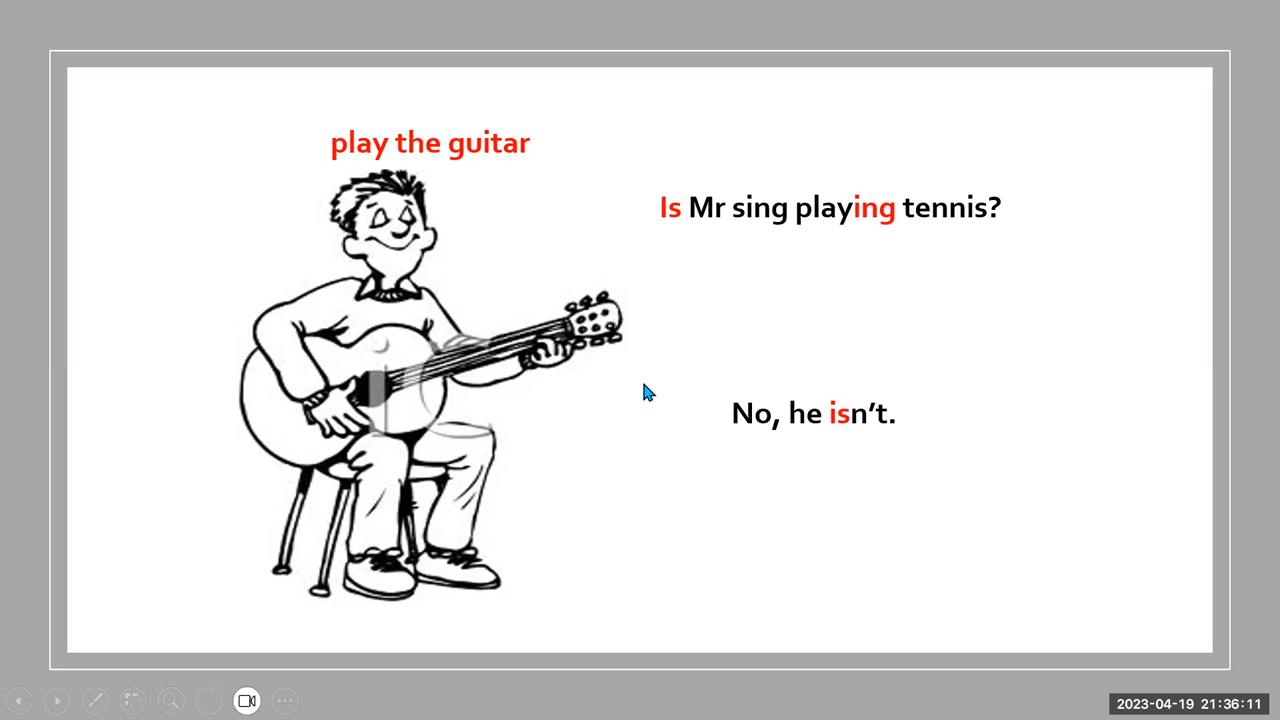 play the guitar
Is Mr sing playing tennis?
No, he isn’t.
2023-04-19 21:36:11